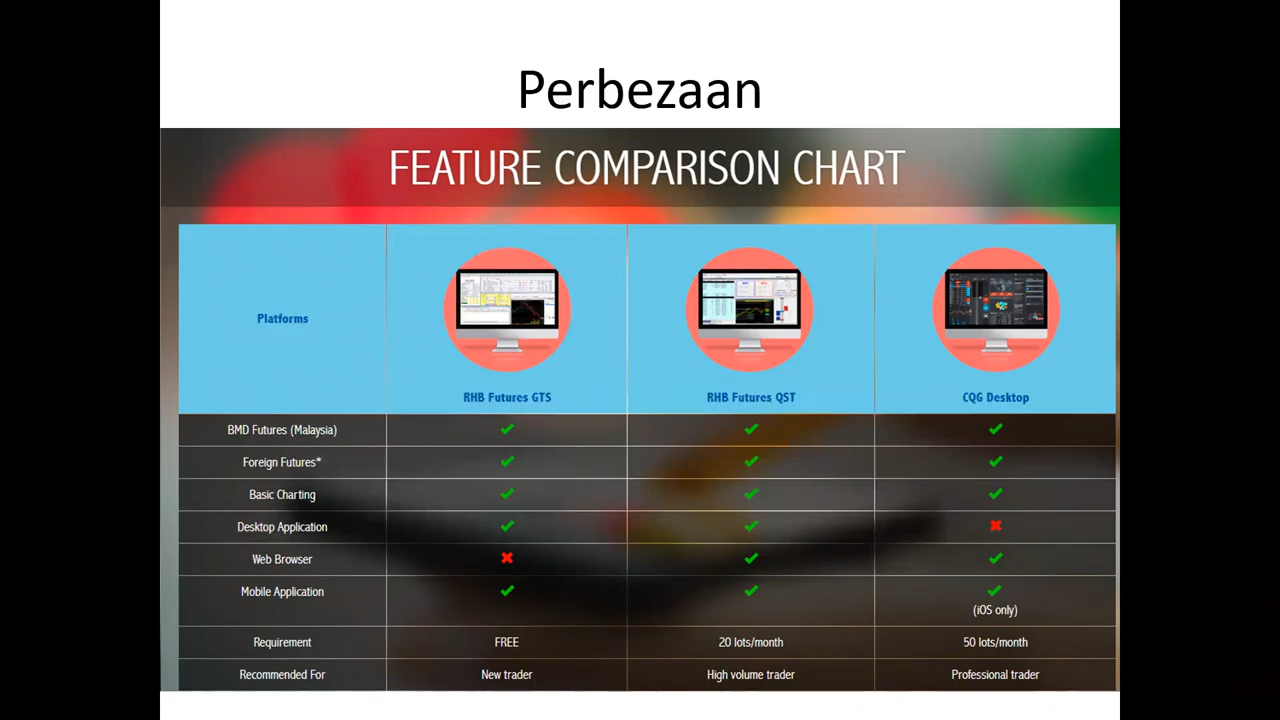 Perbezaan
FEATURE COMPARISON CHART
Platforms
RHB Futures GTS RHB Futures QST CQG Desktop
BMD Futures (Malaysia)
Foreign Futures*
Basic Charting
Desktop Application
Web Browser
Mobile Application
(iOS only)
Requirement FREE 20 lots/month 50 lots/month
Recommended For New trader High volume trader Professional trader